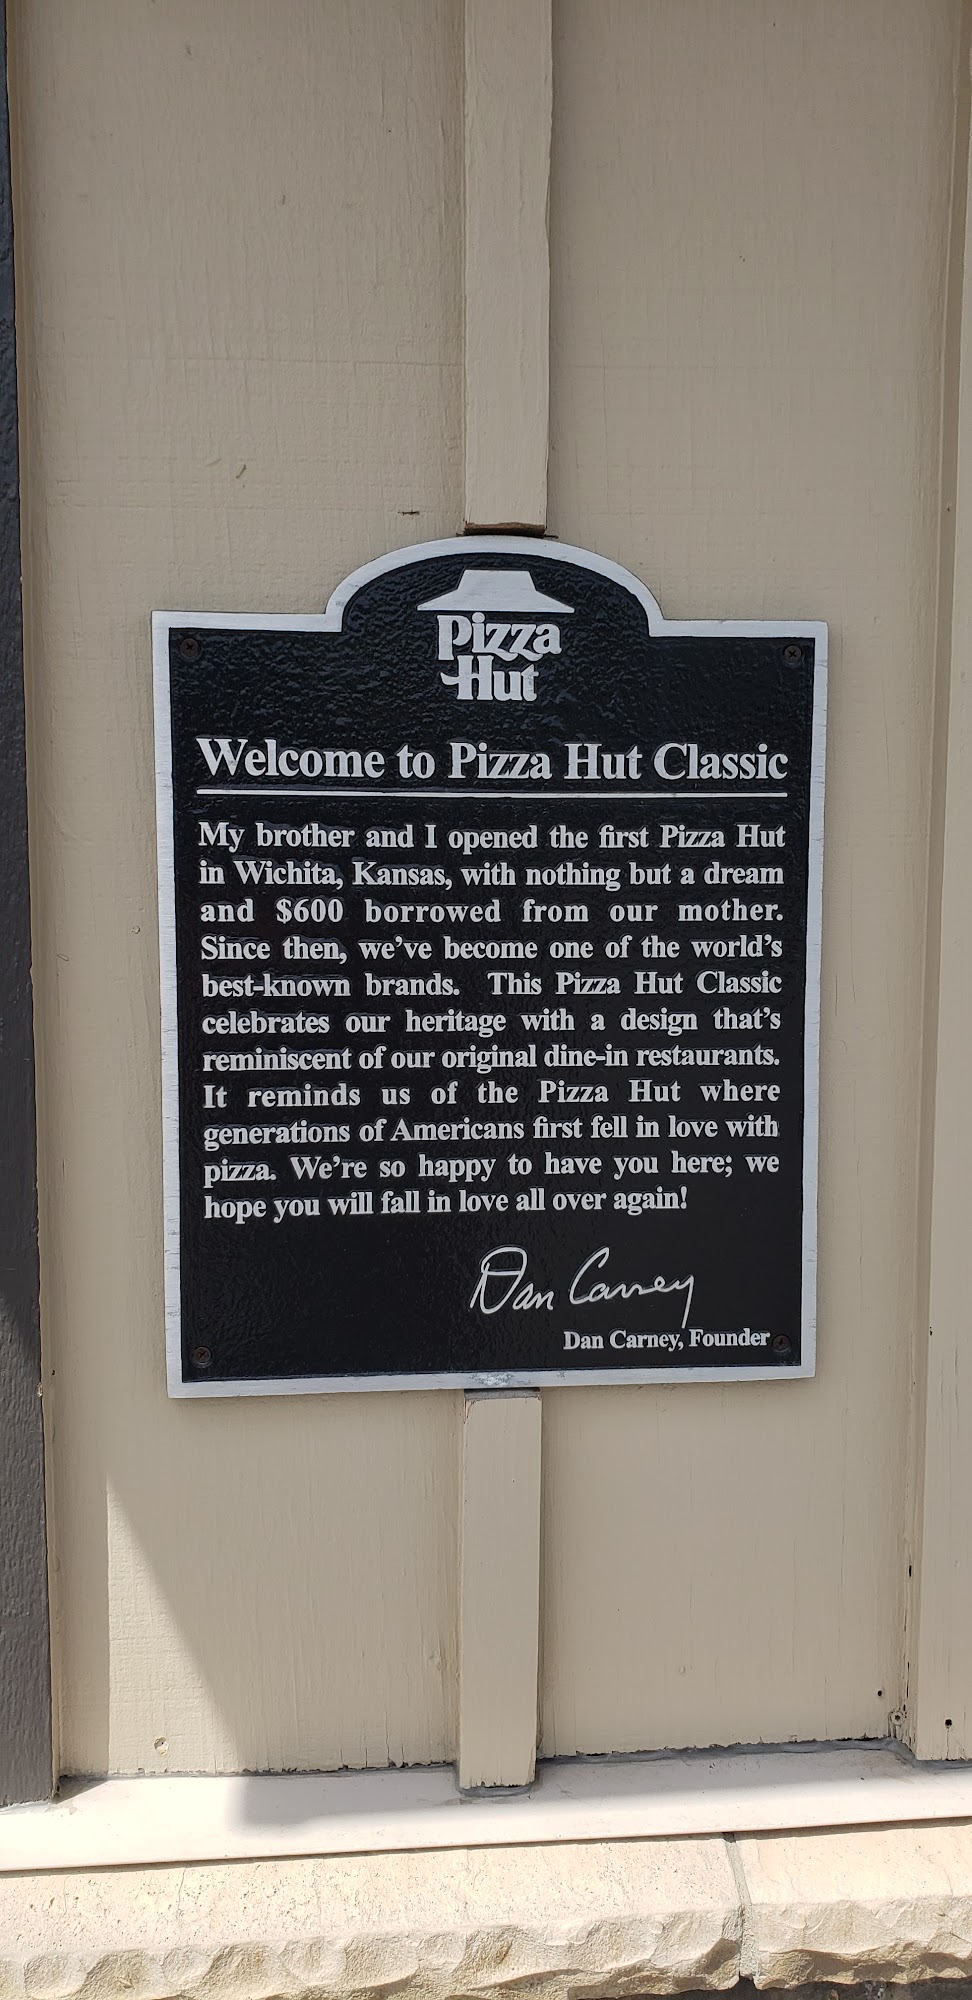 Pizza
Hut
Welcome to Pizza Hut Classic
My brother and I opened the first Pizza Hut
in Wichita, Kansas, with nothing but a dream
and $600 borrowed from our mother.
Since then, we've become one of the world's
best-known brands. This Pizza Hut Classic
celebrates our heritage with a design that's
reminiscent of our original dine-in restaurants.
It reminds us of the Pizza Hut where
generations of Americans first fell in love with
pizza. We're so happy to have you here; we
hope you will fall in love all over again!
Dan Carney
Dan Carney, Founder